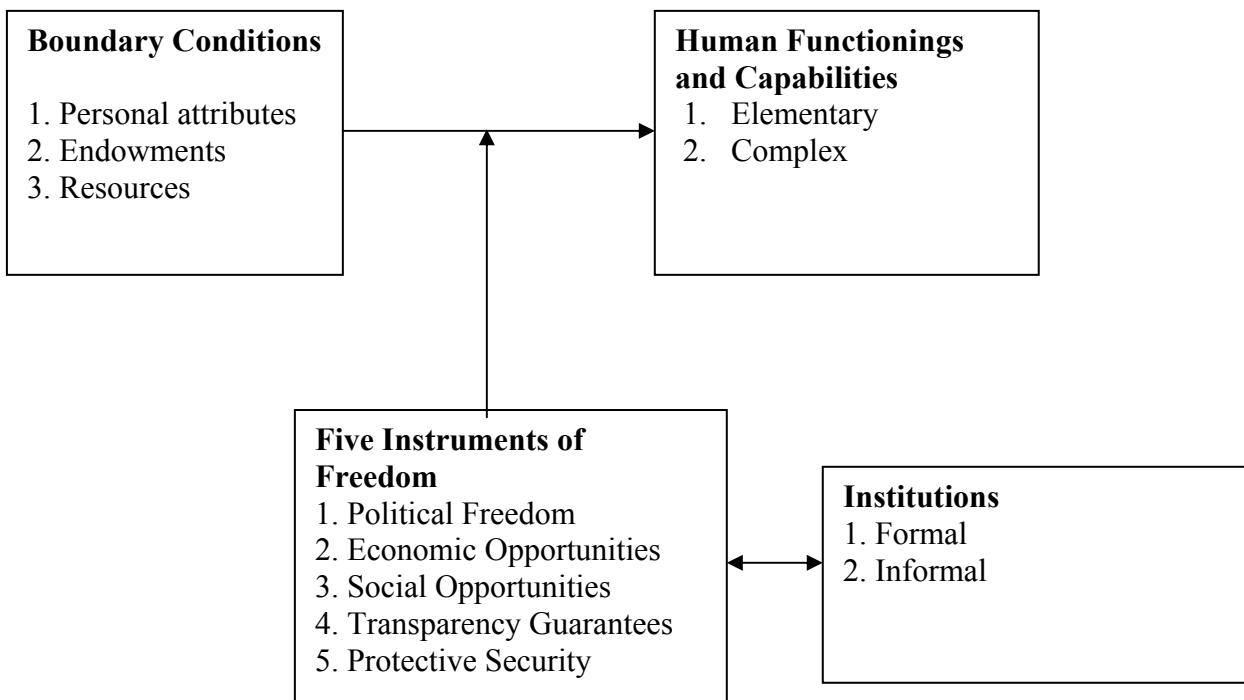 Boundary Conditions
1. Personal attributes
2. Endowments
3. Resources
Human Functionings
and Capabilities
1. Elementary
2. Complex
Five Instruments of
Freedom
1. Political Freedom
2. Economic Opportunities
3. Social Opportunities
4. Transparency Guarantees
5. Protective Security
Institutions
1. Formal
2. Informal